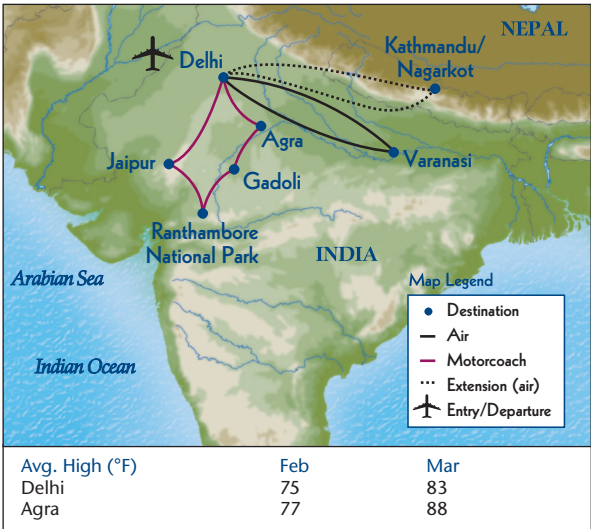 NEPAL
Kathmandu/
Nagarkot
Delhi
Agra
Varanasi
Jaipur
Gadoli
Ranthambore
National Park
INDIA
Arabian Sea
Indian Ocean
Map Legend
Destination
Air
Motorcoach
Extension (air)
Entry/Departure
Avg. High (°F) Feb Mar
Delhi 75 83
Agra 77 88